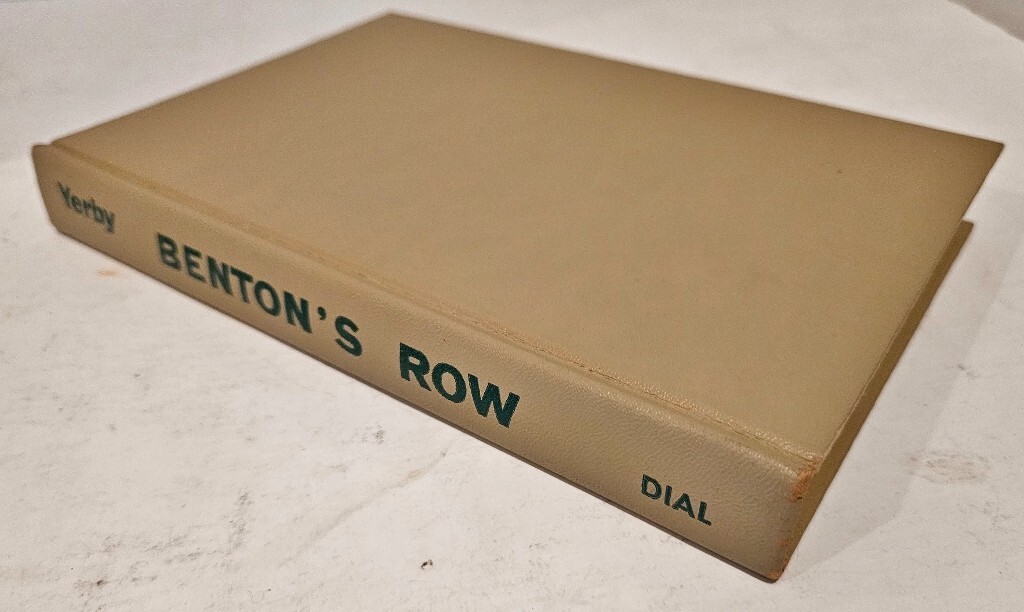 Yerby
BENTON'S ROW
DIAL